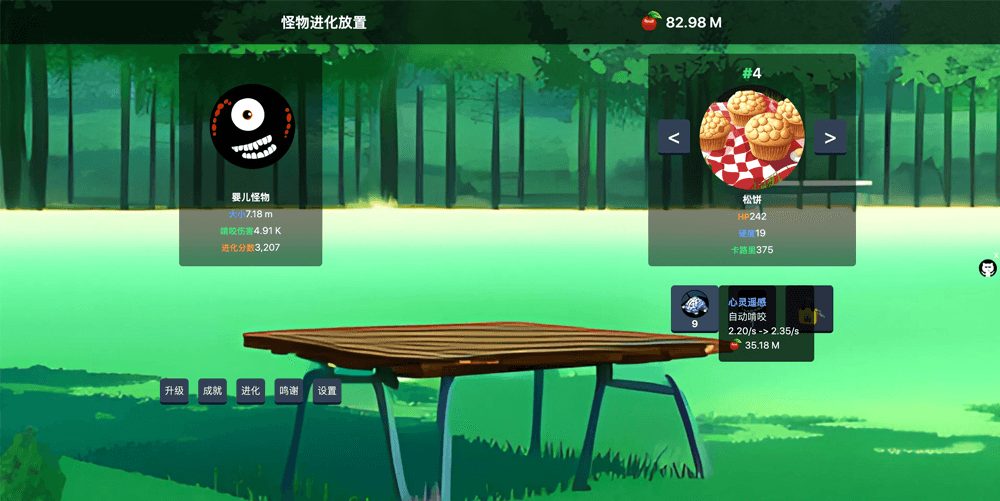 怪物进化放置
82.98 M
婴儿怪物
大小7.18 m
啃咬伤害4.91 K
进化分数3,207
#4
<
>
松饼
HP242
硬度19
卡路里375
9
心灵遥感
自动啃咬
2.20/s -> 2.35/s
35.18 M
升级
成就
进化
鸣谢
设置